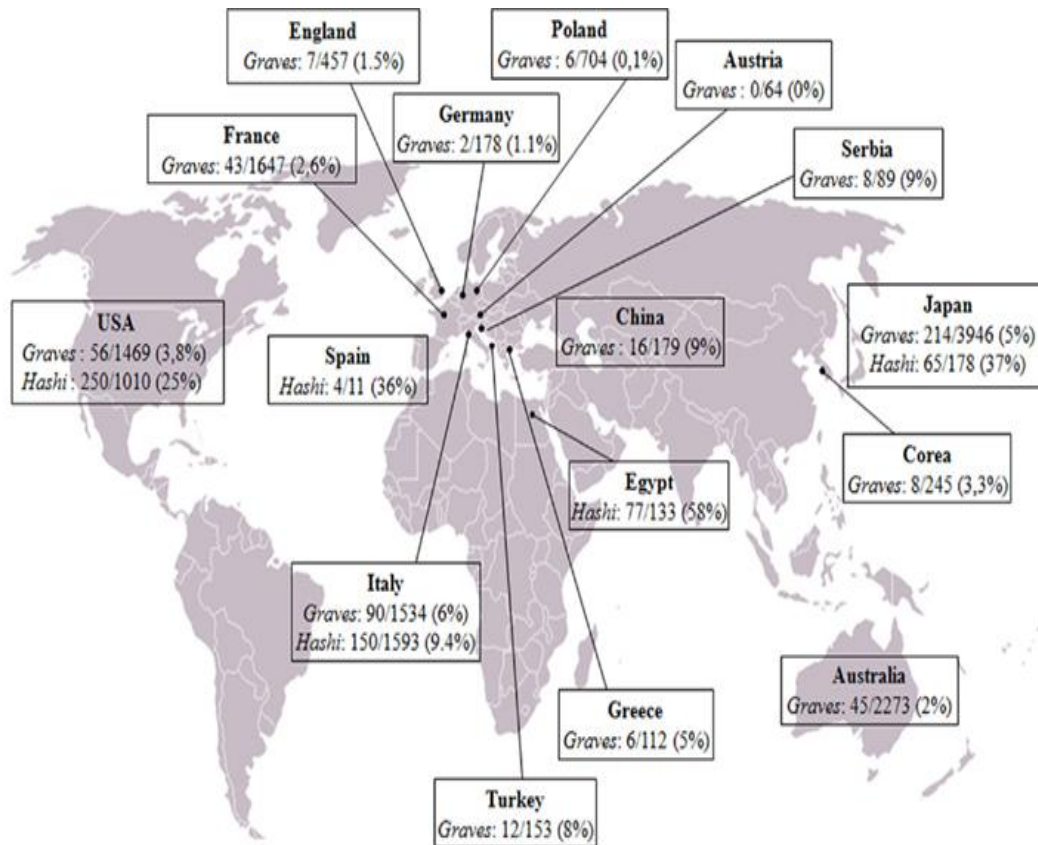 England
Graves: 7/457 (1.5%)
Poland
Graves : 6/704 (0,1%)
Austria
Graves : 0/64 (0%)
Germany
Graves: 2/178 (1.1%)
France
Graves: 43/1647 (2,6%)
Serbia
Graves: 8/89 (9%)
USA
Graves : 56/1469 (3,8%)
Hashi : 250/1010 (25%)
Spain
Hashi: 4/11 (36%)
China
Graves: 16/179 (9%)
Japan
Graves: 214/3946 (5%)
Hashi: 65/178 (37%)
Corea
Graves: 8/245 (3,3%)
Egypt
Hashi: 77/133 (58%)
Italy
Graves: 90/1534 (6%)
Hashi: 150/1593 (9.4%)
Australia
Graves: 45/2273 (2%)
Greece
Graves: 6/112 (5%)
Turkey
Graves: 12/153 (8%)